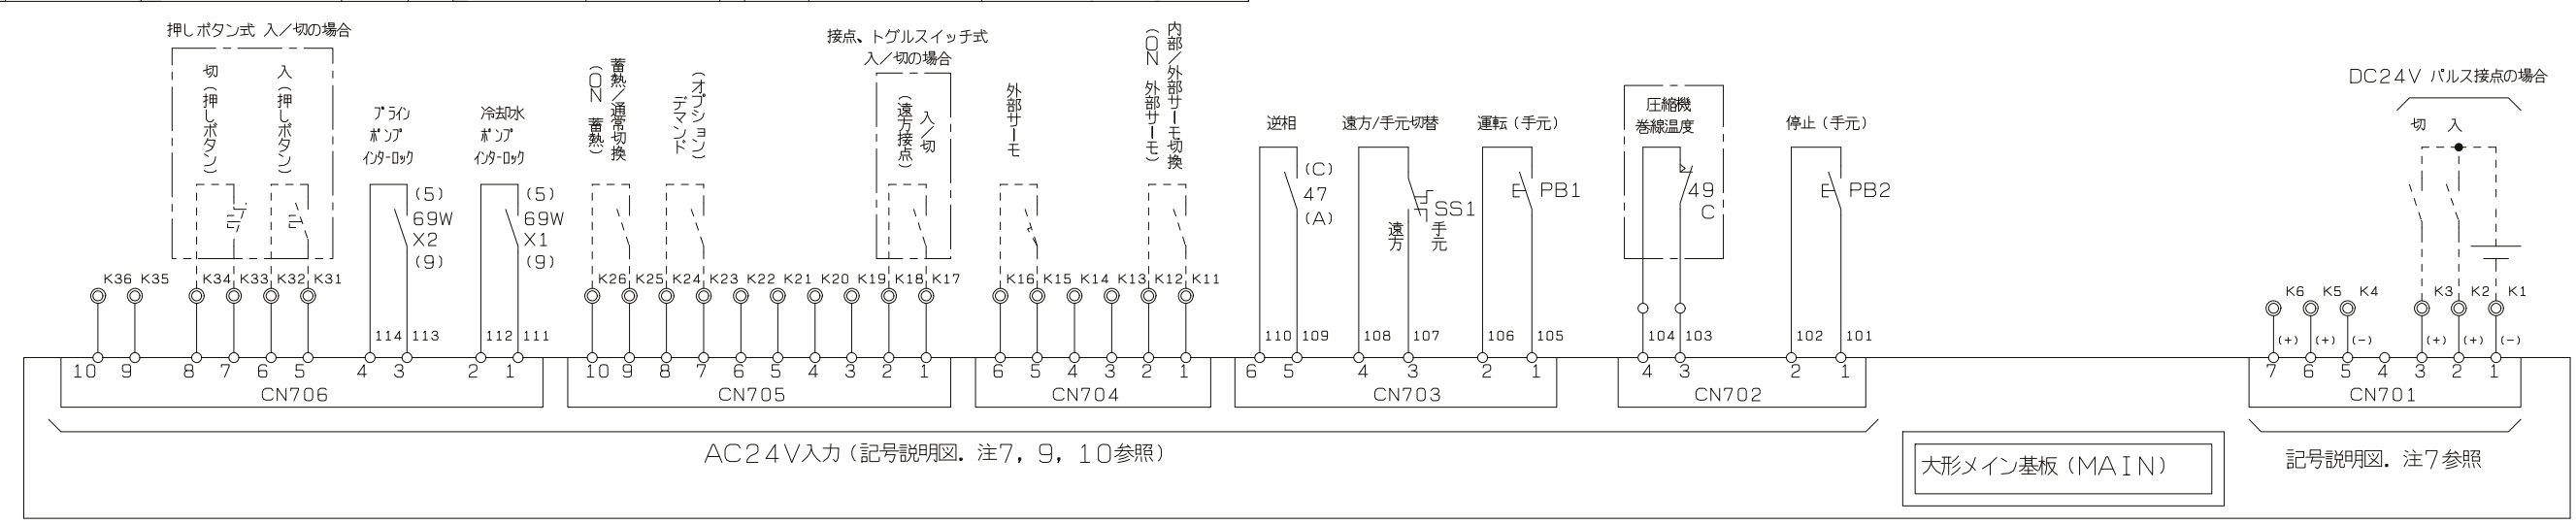 押しボタン式 入／切の場合
切（押しボタン）
入（押しボタン）
ブライン
ポンプ
インターロック
冷却水
ポンプ
インターロック
蓄熱／通常切換
（ON 蓄熱）
（オプション）
デマンド
接点、トグルスイッチ式
入／切の場合
入／切
（遠方接点）
外部サーモ
内部／外部サーモ切換
（ON 外部サーモ）
逆相
遠方/手元切替
運転（手元）
圧縮機
巻線温度
停止（手元）
DC24V パルス接点の場合
切 入
(5)
69W
X2
(9)
(5)
69W
X1
(9)
(C)
47
(A)
SS1
遠方
手元
PB1
49
C
PB2
K36 K35 K34 K33 K32 K31
K26 K25 K24 K23 K22 K21 K20 K19 K18 K17
K16 K15 K14 K13 K12 K11
K6 K5 K4 K3 K2 K1
114 113 112 111
110 109 108 107 106 105
104 103 102 101
(+) (+) (-) (+) (+) (-)
10 9 8 7 6 5 4 3 2 1
CN706
10 9 8 7 6 5 4 3 2 1
CN705
6 5 4 3 2 1
CN704
6 5 4 3 2 1
CN703
4 3 2 1
CN702
7 6 5 4 3 2 1
CN701
AC24V入力（記号説明図．注7，9，10参照）
大形メイン基板（MAIN）
記号説明図．注7参照